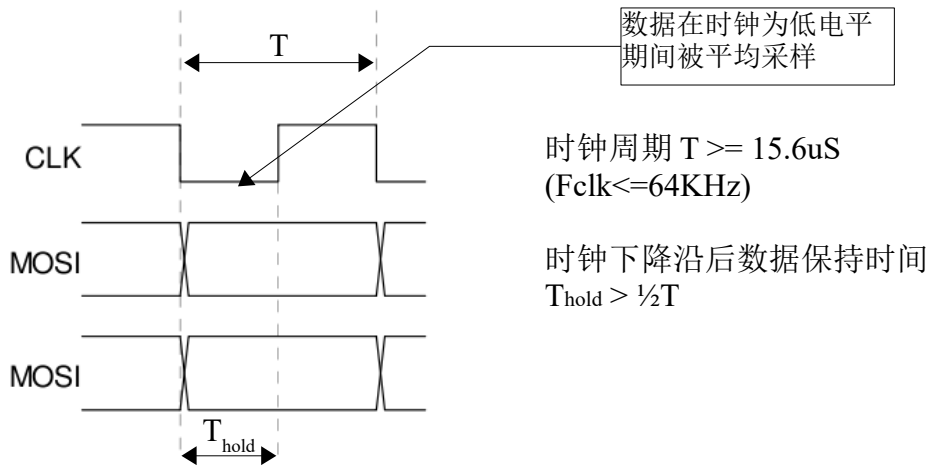 数据在时钟为低电平
期间被平均采样
T
CLK
时钟周期 T >= 15.6uS
(Fclk<=64KHz)
MOSI
时钟下降沿后数据保持时间
Thold > ½T
MOSI
Thold